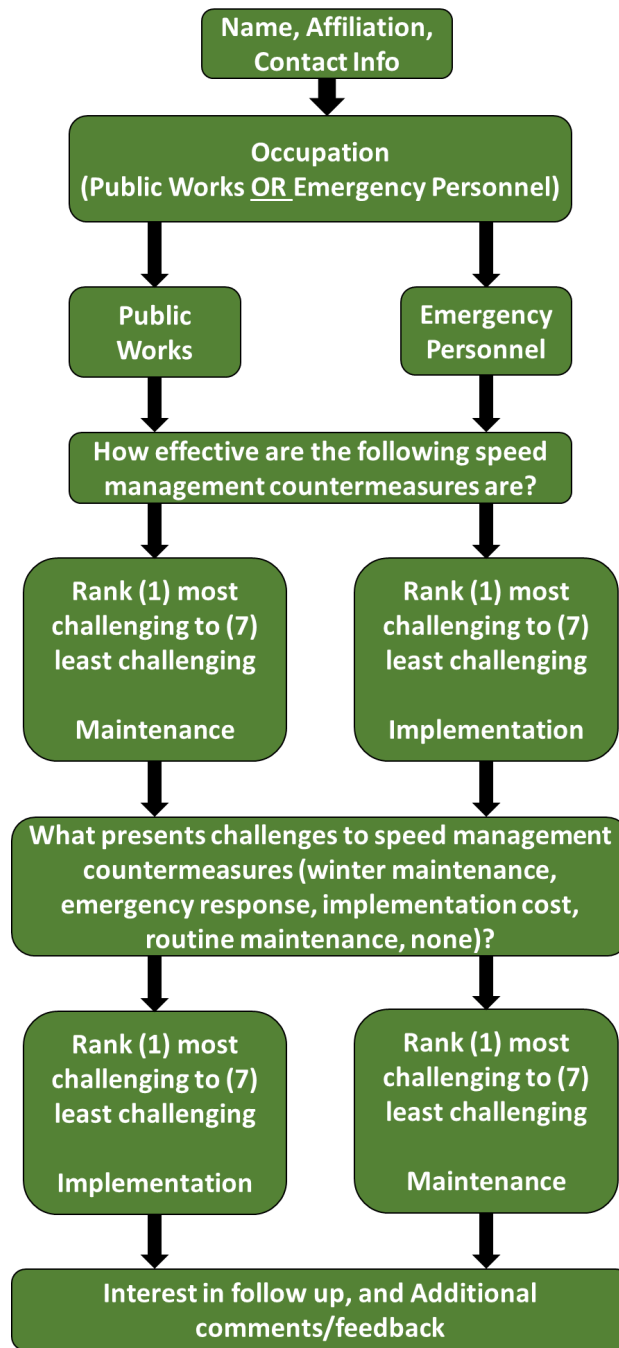 Name, Affiliation,
Contact Info
Occupation
(Public Works OR Emergency Personnel)
Public
Works
Emergency
Personnel
How effective are the following speed
management countermeasures are?
Rank (1) most
challenging to (7)
least challenging
Maintenance
Rank (1) most
challenging to (7)
least challenging
Implementation
What presents challenges to speed management
countermeasures (winter maintenance,
emergency response, implementation cost,
routine maintenance, none)?
Rank (1) most
challenging to (7)
least challenging
Implementation
Rank (1) most
challenging to (7)
least challenging
Maintenance
Interest in follow up, and Additional
comments/feedback